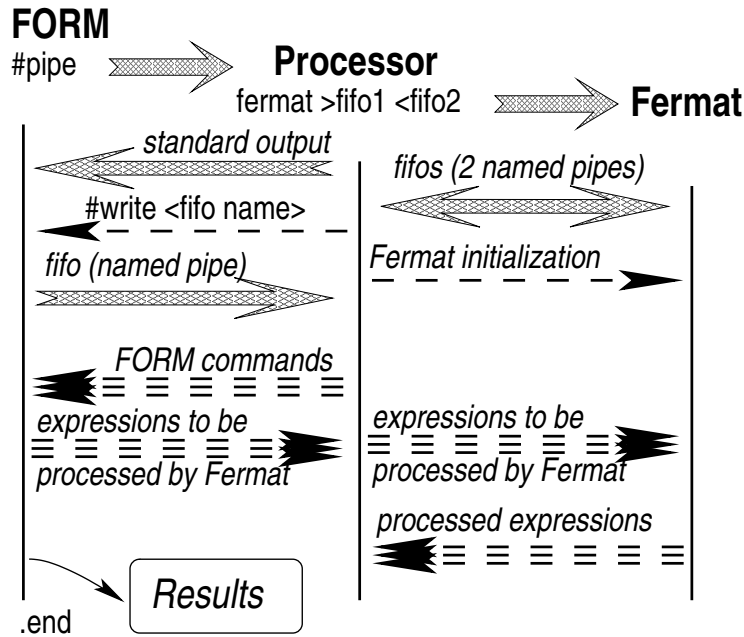 FORM
#pipe
Processor
fermat >fifo1 <fifo2
Fermat
standard output
fifos (2 named pipes)
#write <fifo name>
fifo (named pipe)
Fermat initialization
FORM commands
expressions to be
processed by Fermat
expressions to be
processed by Fermat
processed expressions
Results
.end